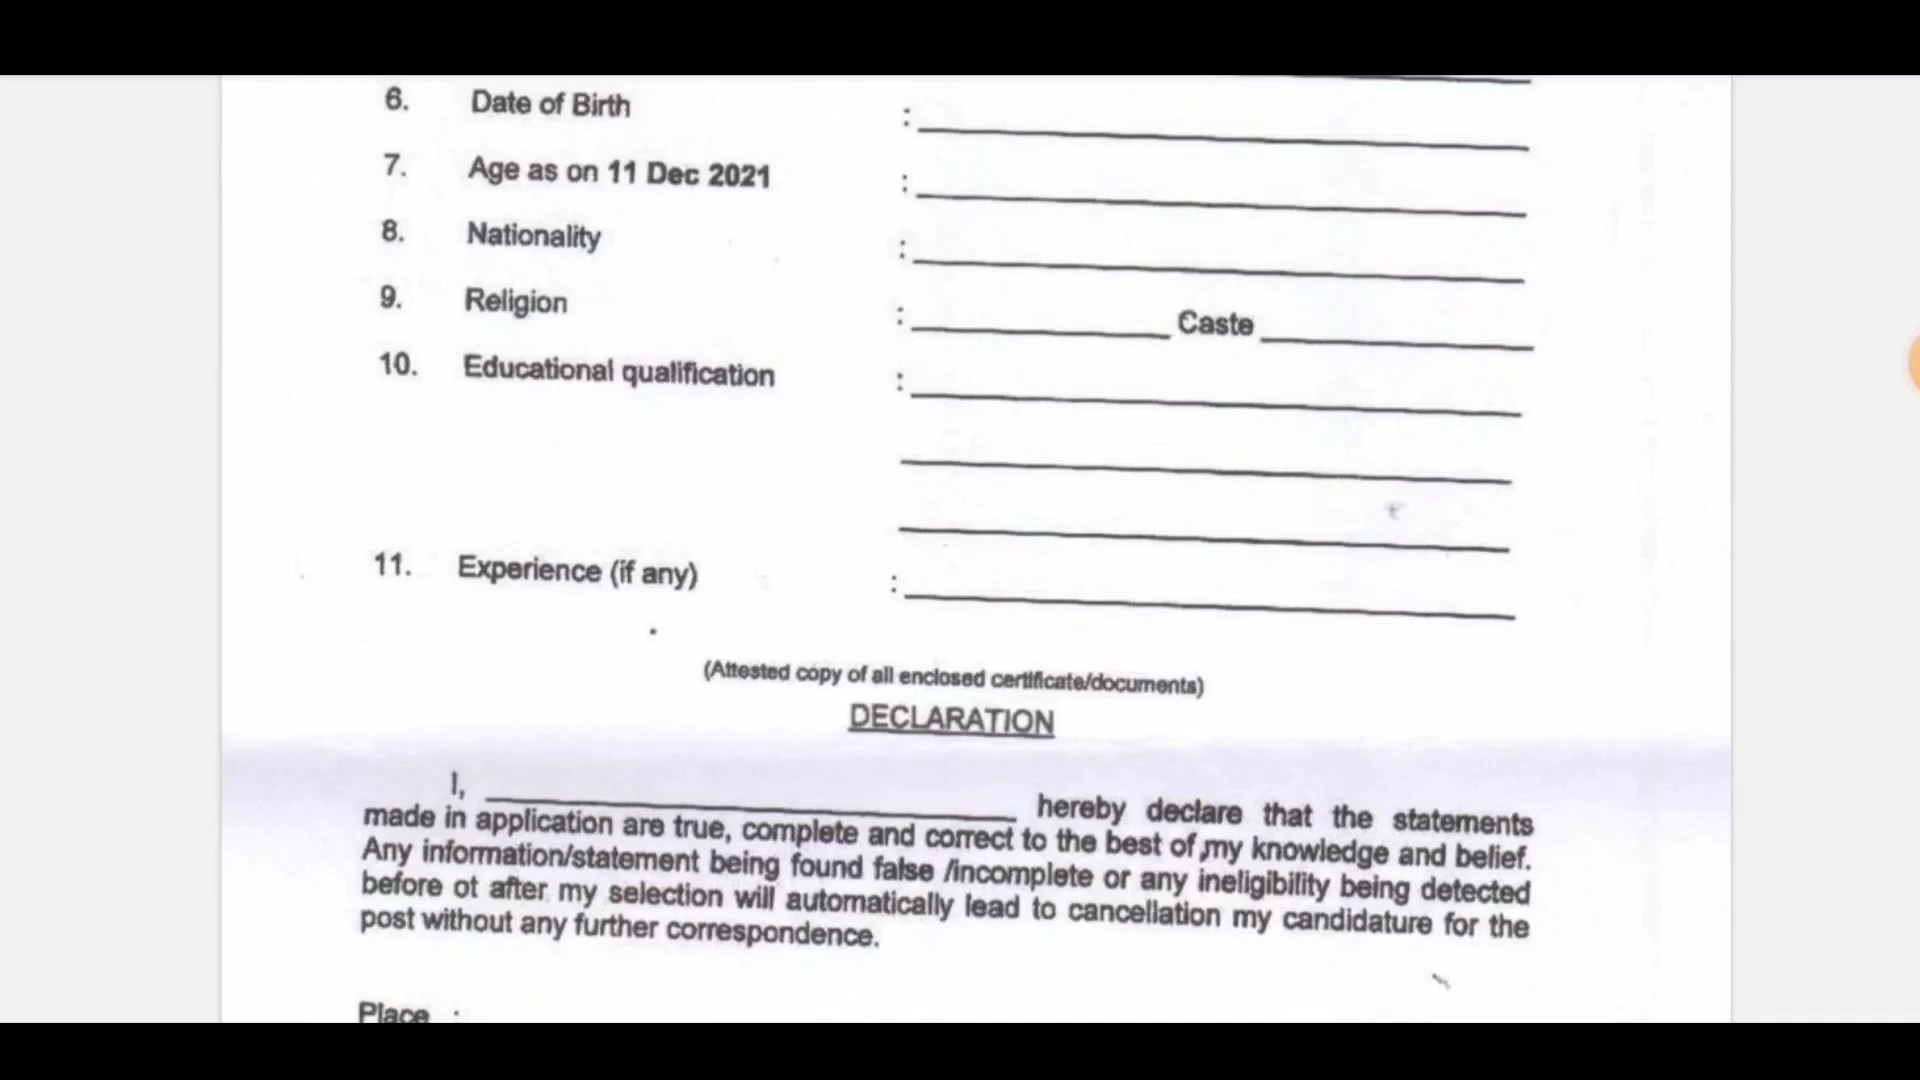 6. Date of Birth :
7. Age as on 11 Dec 2021 :
8. Nationality :
9. Religion : Caste
10. Educational qualification :
11. Experience (if any) :
(Attested copy of all enclosed certificate/documents)
DECLARATION
I, hereby declare that the statements
made in application are true, complete and correct to the best of my knowledge and belief.
Any information/statement being found false /incomplete or any ineligibility being detected
before ot after my selection will automatically lead to cancellation my candidature for the
post without any further correspondence.
Place :